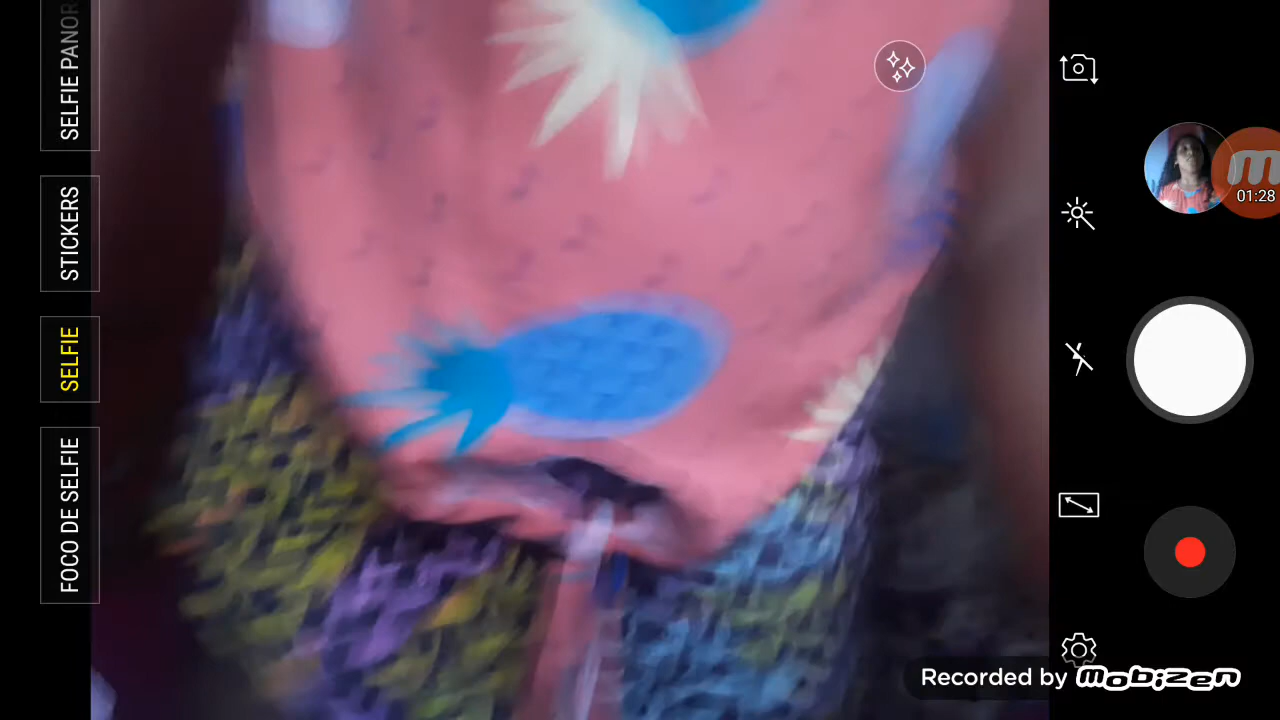 SELFIE PANOR
STICKERS
SELFIE
FOCO DE SELFIE
01:28
Recorded by mobizen